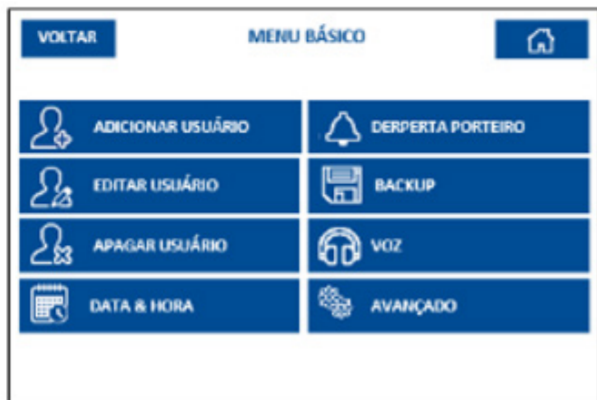 VOLTAR
MENU BÁSICO
ADICIONAR USUÁRIO
DERPERTA PORTEIRO
EDITAR USUÁRIO
BACKUP
APAGAR USUÁRIO
VOZ
DATA & HORA
AVANÇADO